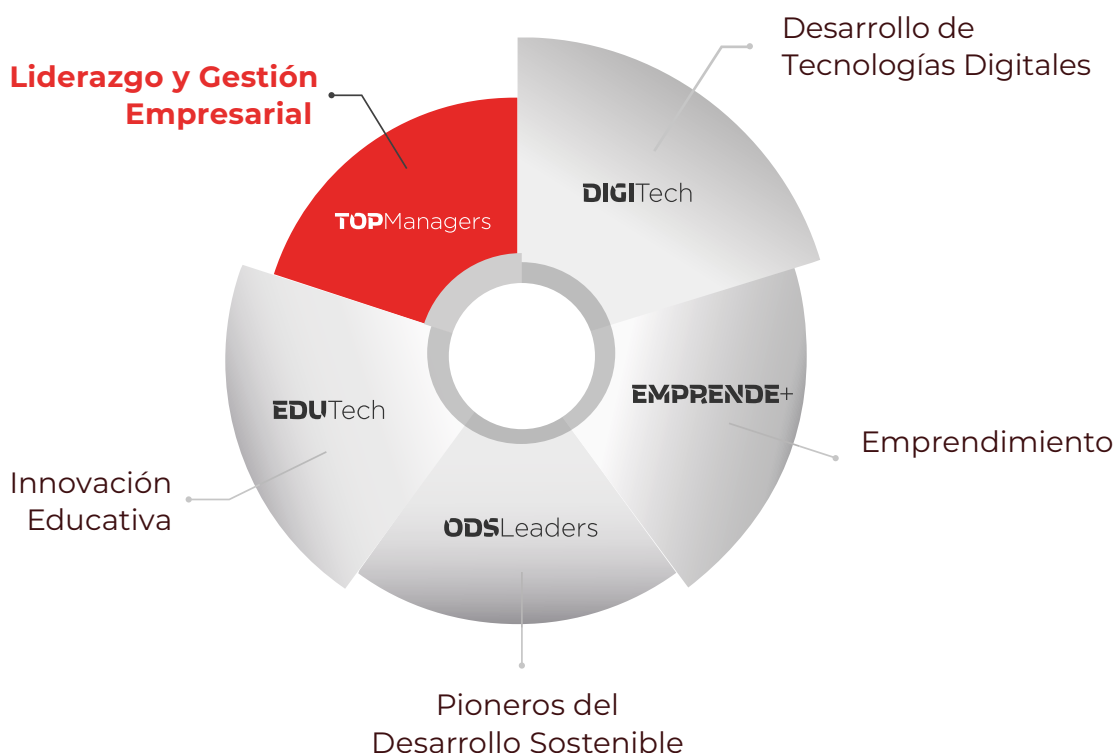 Desarrollo de
Tecnologías Digitales
Liderazgo y Gestión
Empresarial
DIGITech
TOPManagers
EMPRENDE+
EDUTech
Emprendimiento
Innovación
Educativa
ODSLeaders
Pioneros del
Desarrollo Sostenible